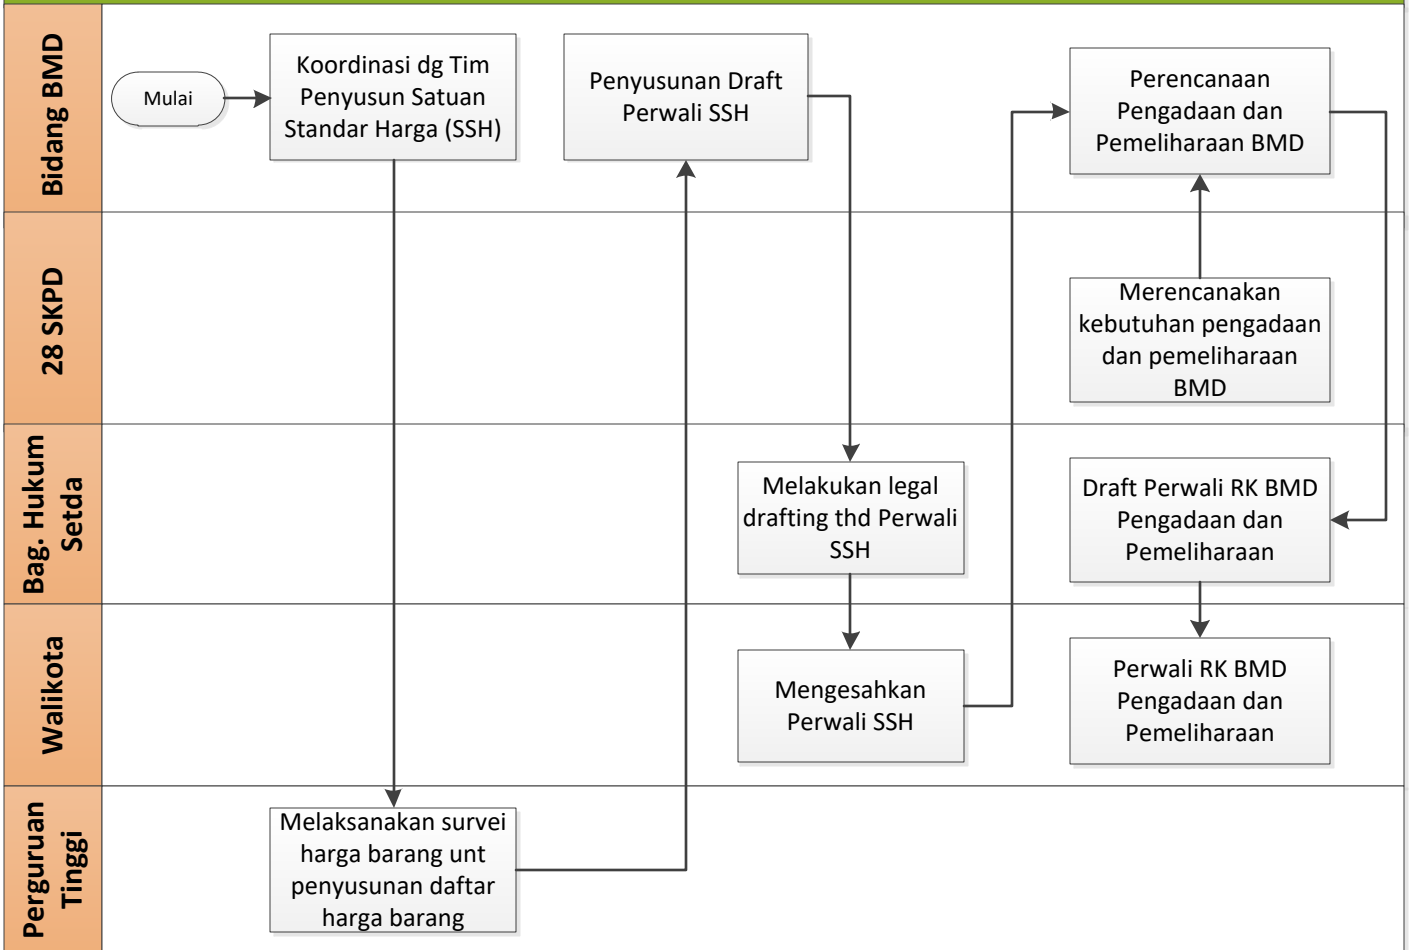 Bidang BMD
Mulai
Koordinasi dg Tim
Penyusun Satuan
Standar Harga (SSH)
Penyusunan Draft
Perwali SSH
Perencanaan
Pengadaan dan
Pemeliharaan BMD
28 SKPD
Merencanakan
kebutuhan pengadaan
dan pemeliharaan
BMD
Bag. Hukum
Setda
Melakukan legal
drafting thd Perwali
SSH
Draft Perwali RK BMD
Pengadaan dan
Pemeliharaan
Walikota
Mengesahkan
Perwali SSH
Perwali RK BMD
Pengadaan dan
Pemeliharaan
Perguruan
Tinggi
Melaksanakan survei
harga barang unt
penyusunan daftar
harga barang